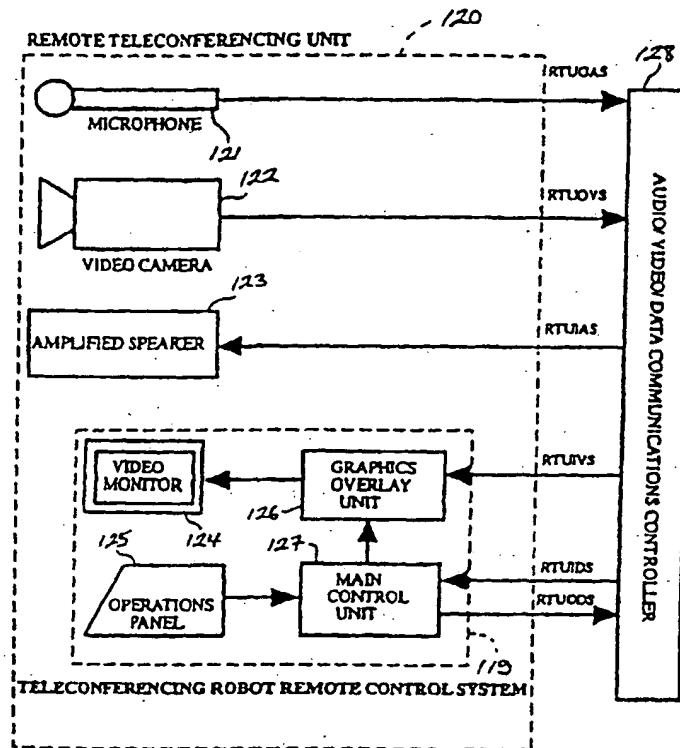 REMOTE TELECONFERENCING UNIT
120
128
RTUOAS
MICROPHONE
121
122
RTUOVS
VIDEO CAMERA
123
AMPLIFIED SPEAKER
RTUIAS
AUDIO/VIDEO/DATA COMMUNICATIONS CONTROLLER
VIDEO
MONITOR
GRAPHICS
OVERLAY
UNIT
RTUIVS
126
124
125
127
OPERATIONS
PANEL
MAIN
CONTROL
UNIT
RTUIDS
RTUODS
119
TELECONFERENCING ROBOT REMOTE CONTROL SYSTEM